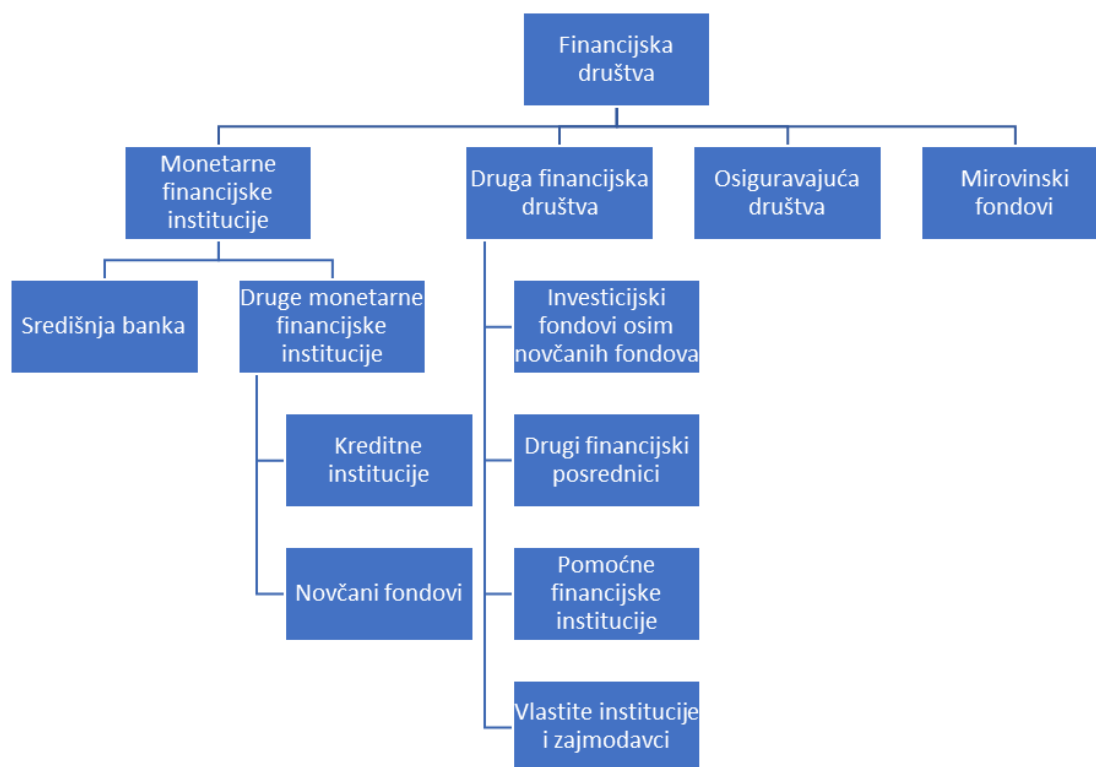 Financijska
društva
Monetarne
financijske
institucije
Druga financijska
društva
Osiguravajuća
društva
Mirovinski
fondovi
Središnja banka
Druge monetarne
financijske
institucije
Investicijski
fondovi osim
novčanih fondova
Kreditne
institucije
Drugi financijski
posrednici
Novčani fondovi
Pomoćne
financijske
institucije
Vlastite institucije
i zajmodavci